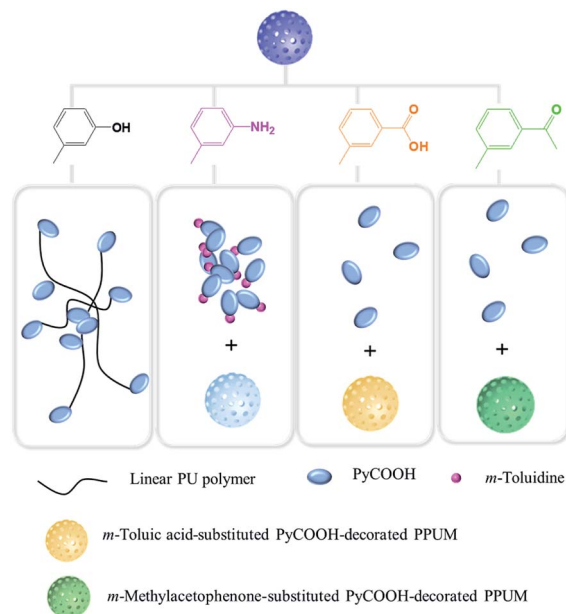 OH
NH₂
O
OH
O
+
+
+
Linear PU polymer
PyCOOH
m-Toluidine
m-Toluic acid-substituted PyCOOH-decorated PPUM
m-Methylacetophenone-substituted PyCOOH-decorated PPUM